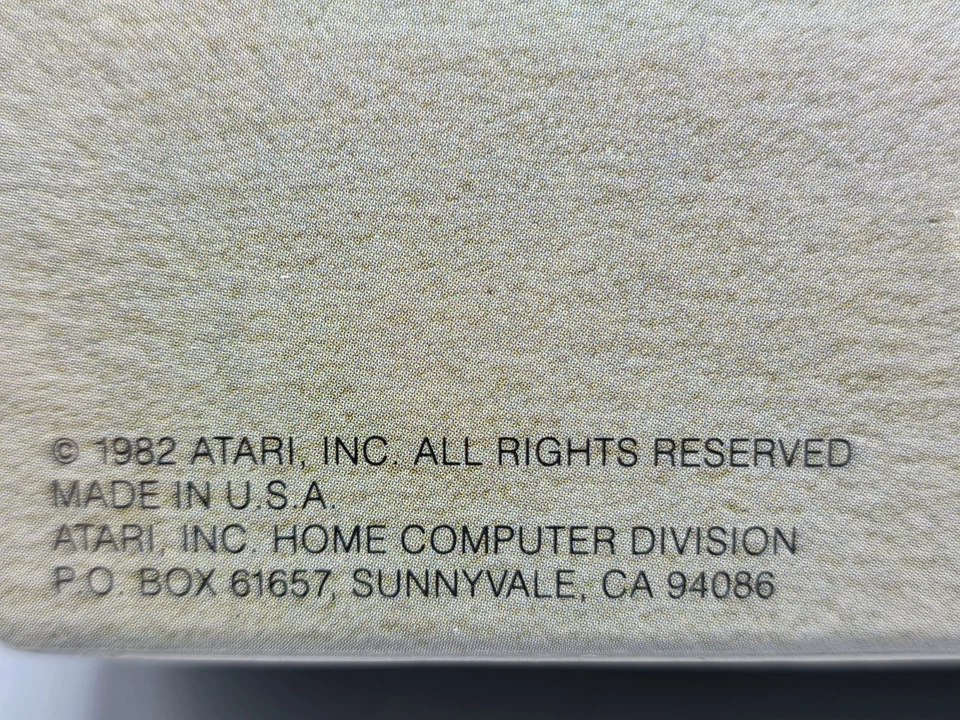 © 1982 ATARI, INC. ALL RIGHTS RESERVED
MADE IN U.S.A.
ATARI, INC. HOME COMPUTER DIVISION
P.O. BOX 61657, SUNNYVALE, CA 94086